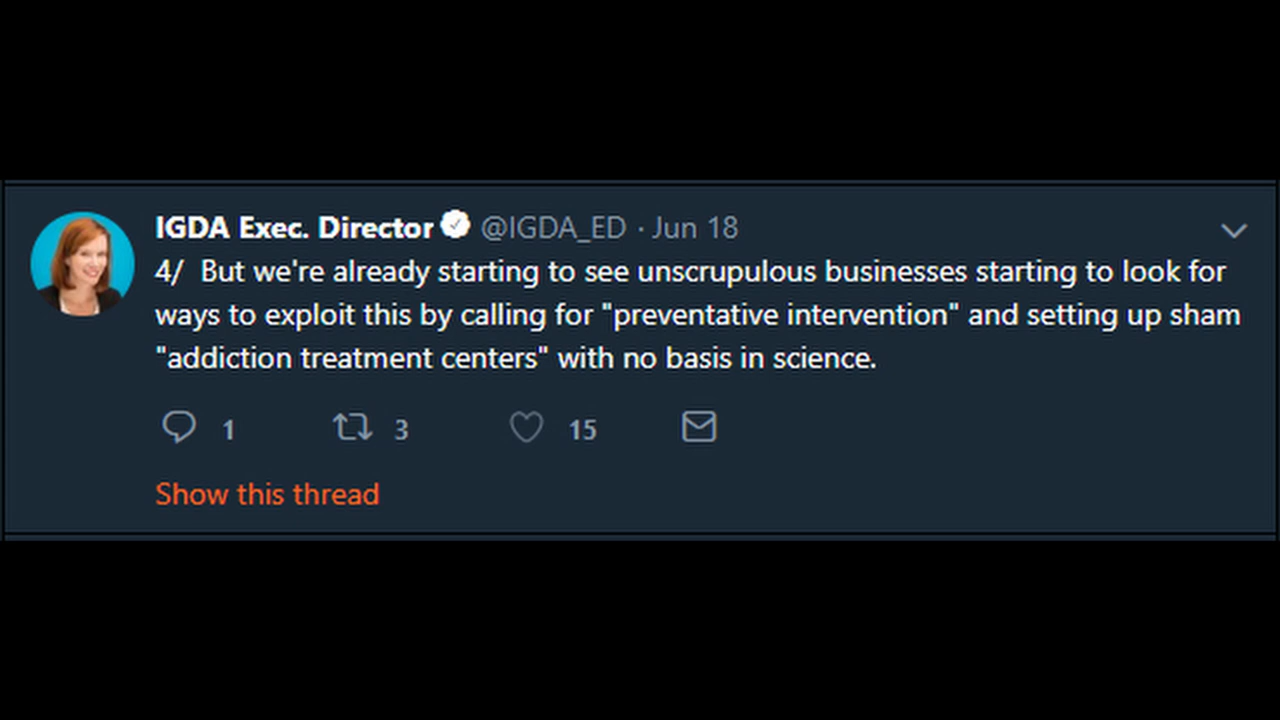 IGDA Exec. Director @IGDA_ED · Jun 18
4/ But we're already starting to see unscrupulous businesses starting to look for
ways to exploit this by calling for "preventative intervention" and setting up sham
"addiction treatment centers" with no basis in science.
1 3 15
Show this thread